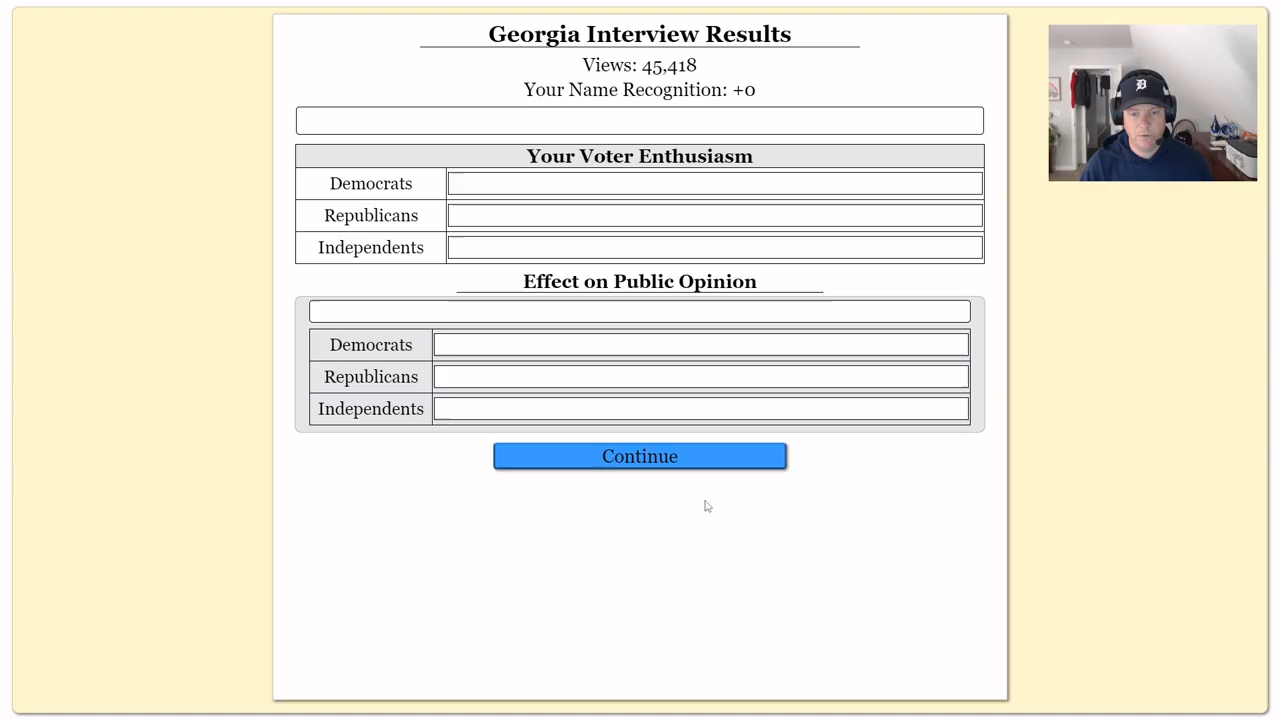 Georgia Interview Results
Views: 45,418
Your Name Recognition: +0
Your Voter Enthusiasm
Democrats
Republicans
Independents
Effect on Public Opinion
Democrats
Republicans
Independents
Continue